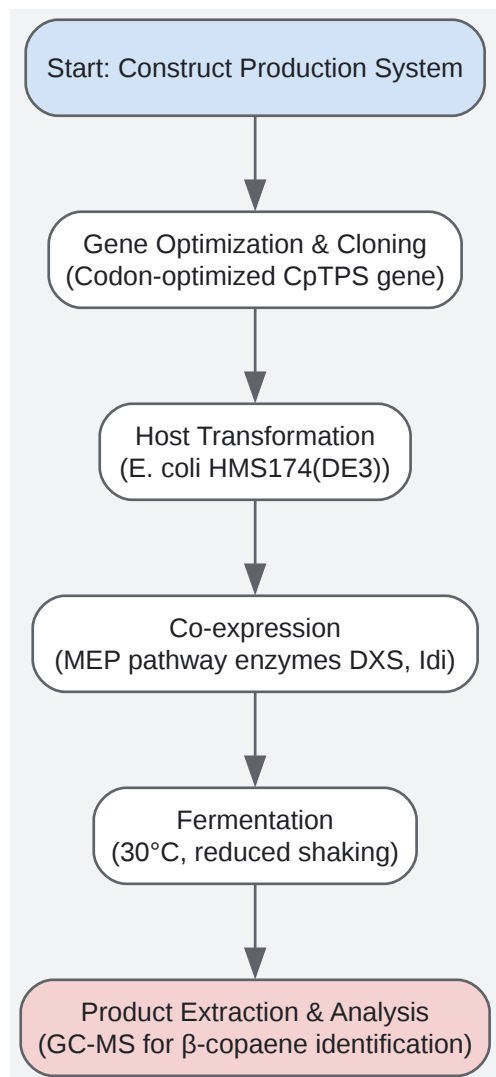 Start: Construct Production System
Gene Optimization & Cloning
(Codon-optimized CpTPS gene)
Host Transformation
(E. coli HMS174(DE3))
Co-expression
(MEP pathway enzymes DXS, Idi)
Fermentation
(30°C, reduced shaking)
Product Extraction & Analysis
(GC-MS for β-copaene identification)